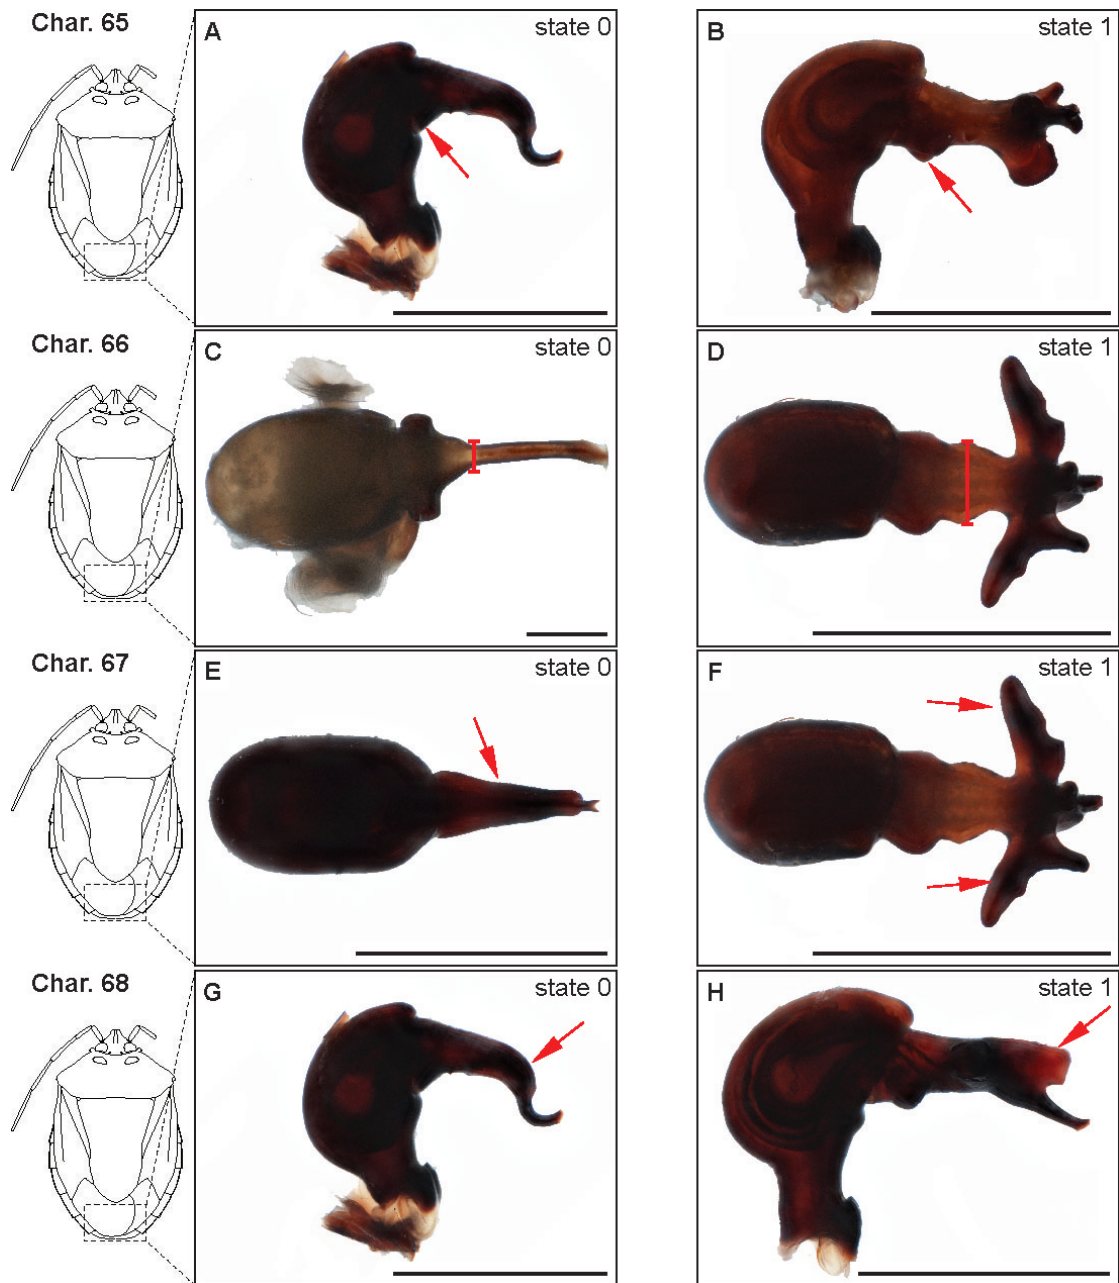 Char. 65
A
state 0
B
state 1
Char. 66
C
state 0
D
state 1
Char. 67
E
state 0
F
state 1
Char. 68
G
state 0
H
state 1